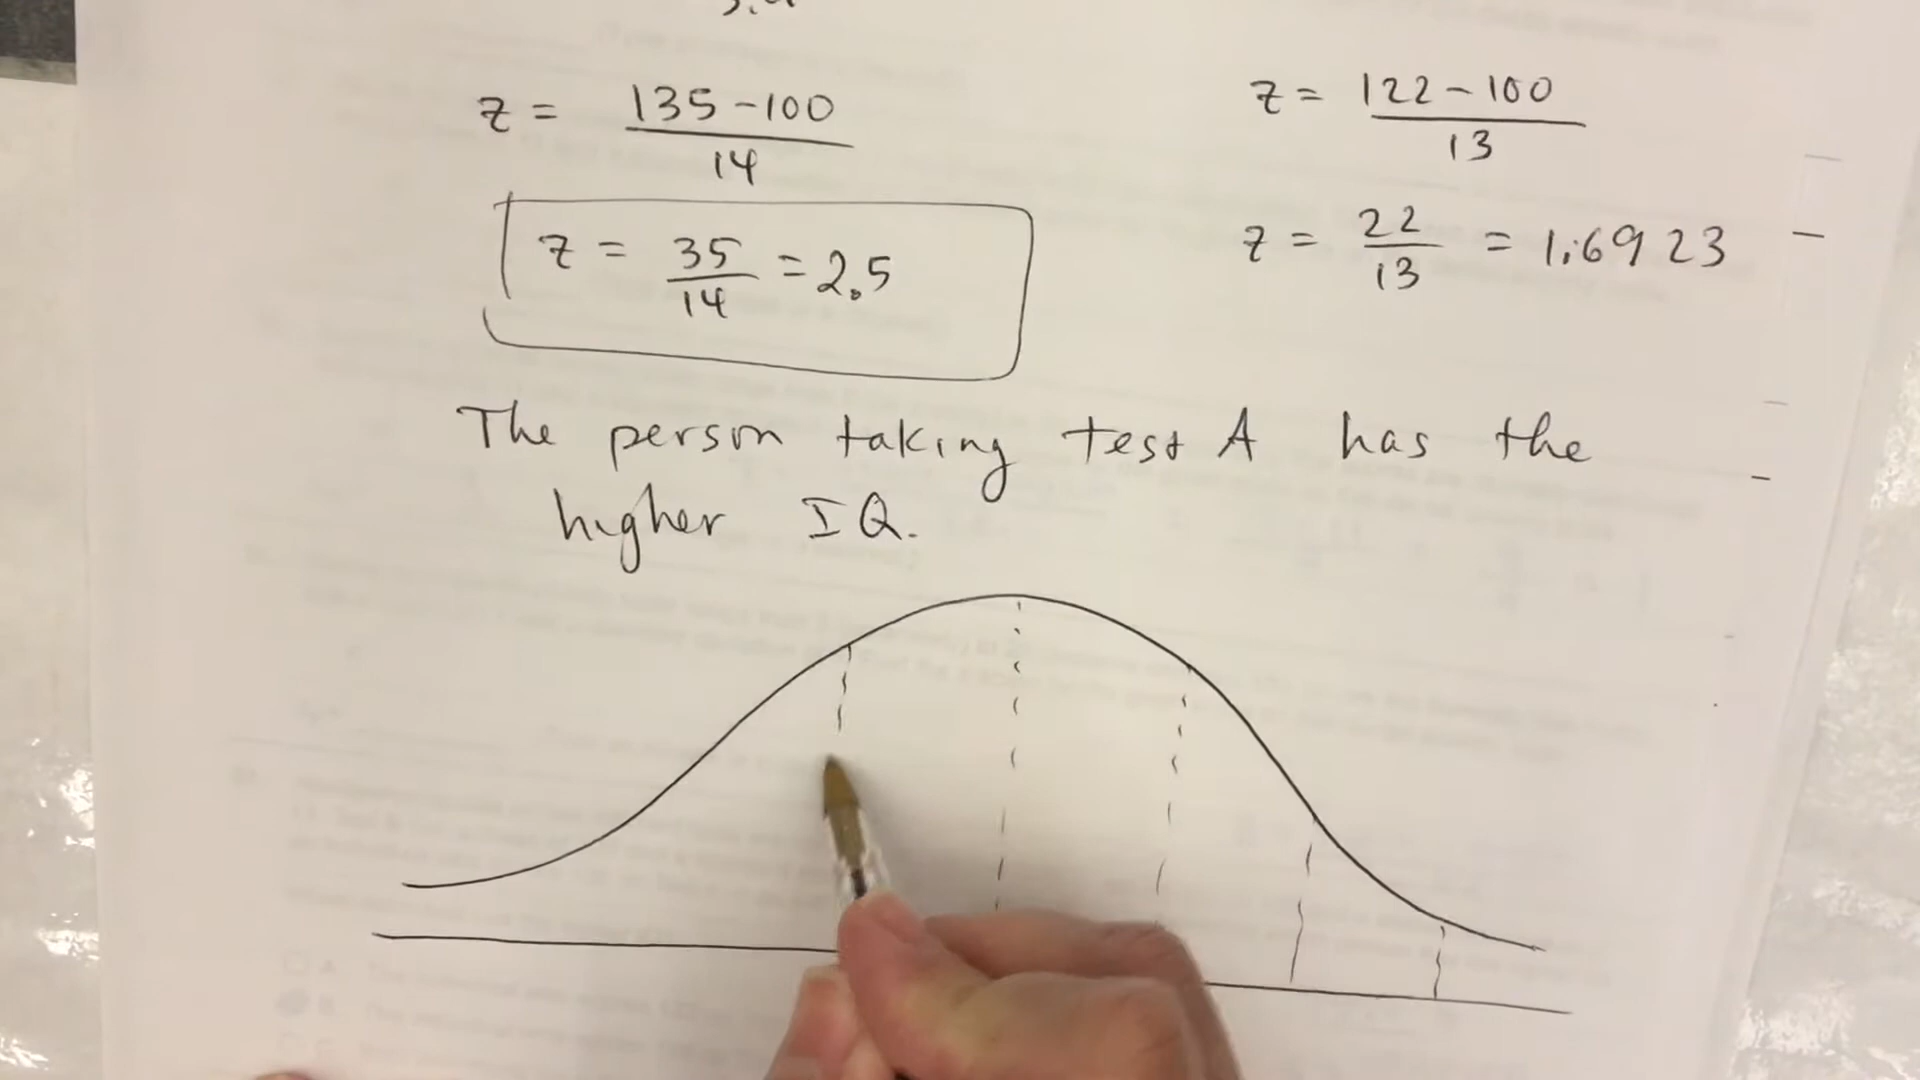 z = 135 - 100 / 14
z = 35 / 14 = 2.5
z = 122 - 100 / 13
z = 22 / 13 = 1.6923
The person taking test A has the
higher IQ.